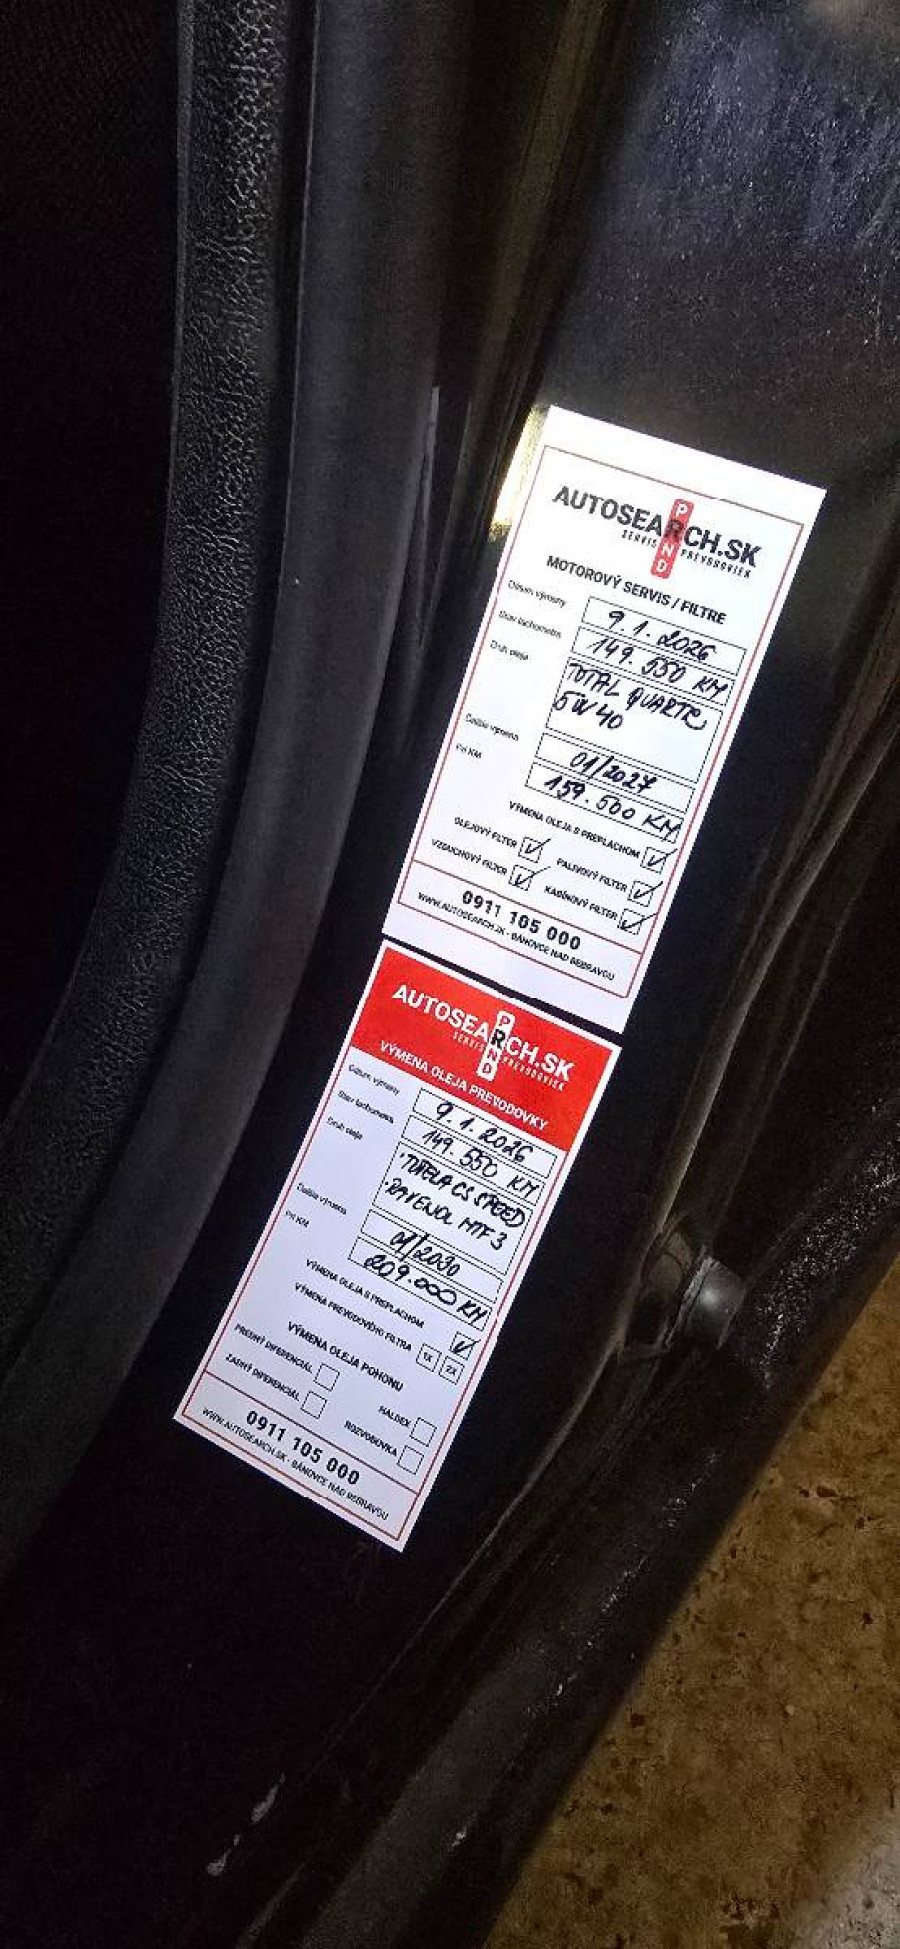 AUTOSEARCH.SK
P
R
N
D
SERVIS PREVODOVIEK
MOTOROVÝ SERVIS / FILTRE
Dátum výmeny 9.1.2026
Stav tachometra 149.550 KM
Druh oleja TOTAL QUARTZ
5W40
Ďalšia výmena 01/2027
Pri KM 159.500 KM
VÝMENA OLEJA S PREPLACHOM
OLEJOVÝ FILTER PALIVOVÝ FILTER
VZDUCHOVÝ FILTER KABÍNOVÝ FILTER
0911 105 000
WWW.AUTOSEARCH.SK - BÁNOVCE NAD BEBRAVOU
AUTOSEARCH.SK
P
R
N
D
SERVIS PREVODOVIEK
VÝMENA OLEJA PREVODOVKY
Dátum výmeny 9.1.2026
Stav tachometra 149.550 KM
Druh oleja ·TUTELA CS SPEED
·RAVENOL MTF3
Ďalšia výmena 01/2030
Pri KM 209.000 KM
VÝMENA OLEJA S PREPLACHOM
VÝMENA PREVODOVÉHO FILTRA 1X 2X
VÝMENA OLEJA POHONU
PREDNÝ DIFERENCIÁL HALDEX
ZADNÝ DIFERENCIÁL ROZVODOVKA
0911 105 000
WWW.AUTOSEARCH.SK - BÁNOVCE NAD BEBRAVOU